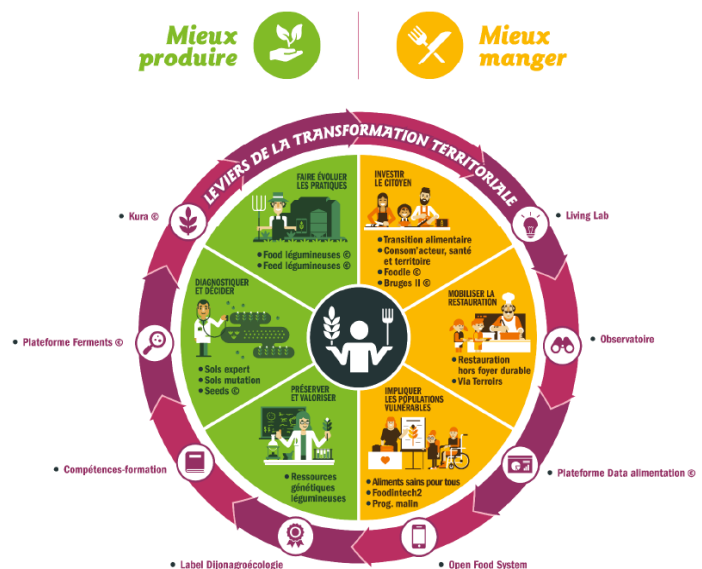 Mieux
produire
Mieux
manger
LEVIERS DE LA TRANSFORMATION TERRITORIALE
FAIRE ÉVOLUER
LES PRATIQUES
• Food légumineuses ©
• Feed légumineuses ©
INVESTIR
LE CITOYEN
• Transition alimentaire
• Consom'acteur, santé
et territoire
• Foodle ©
• Bruges II ©
DIAGNOSTIQUER
ET DÉCIDER
• Sols expert
• Sols mutation
• Seeds ©
MOBILISER LA
RESTAURATION
• Restauration
hors foyer durable
• Via Terroirs
PRÉSERVER
ET VALORISER
• Ressources
génétiques
légumineuses
IMPLIQUER
LES POPULATIONS
VULNÉRABLES
• Aliments sains pour tous
• Foodintech2
• Prog. malin
• Kura ©
• Living Lab
• Plateforme Ferments ©
• Observatoire
• Compétences-formation
• Plateforme Data alimentation ©
• Label Dijonagroécologie
• Open Food System